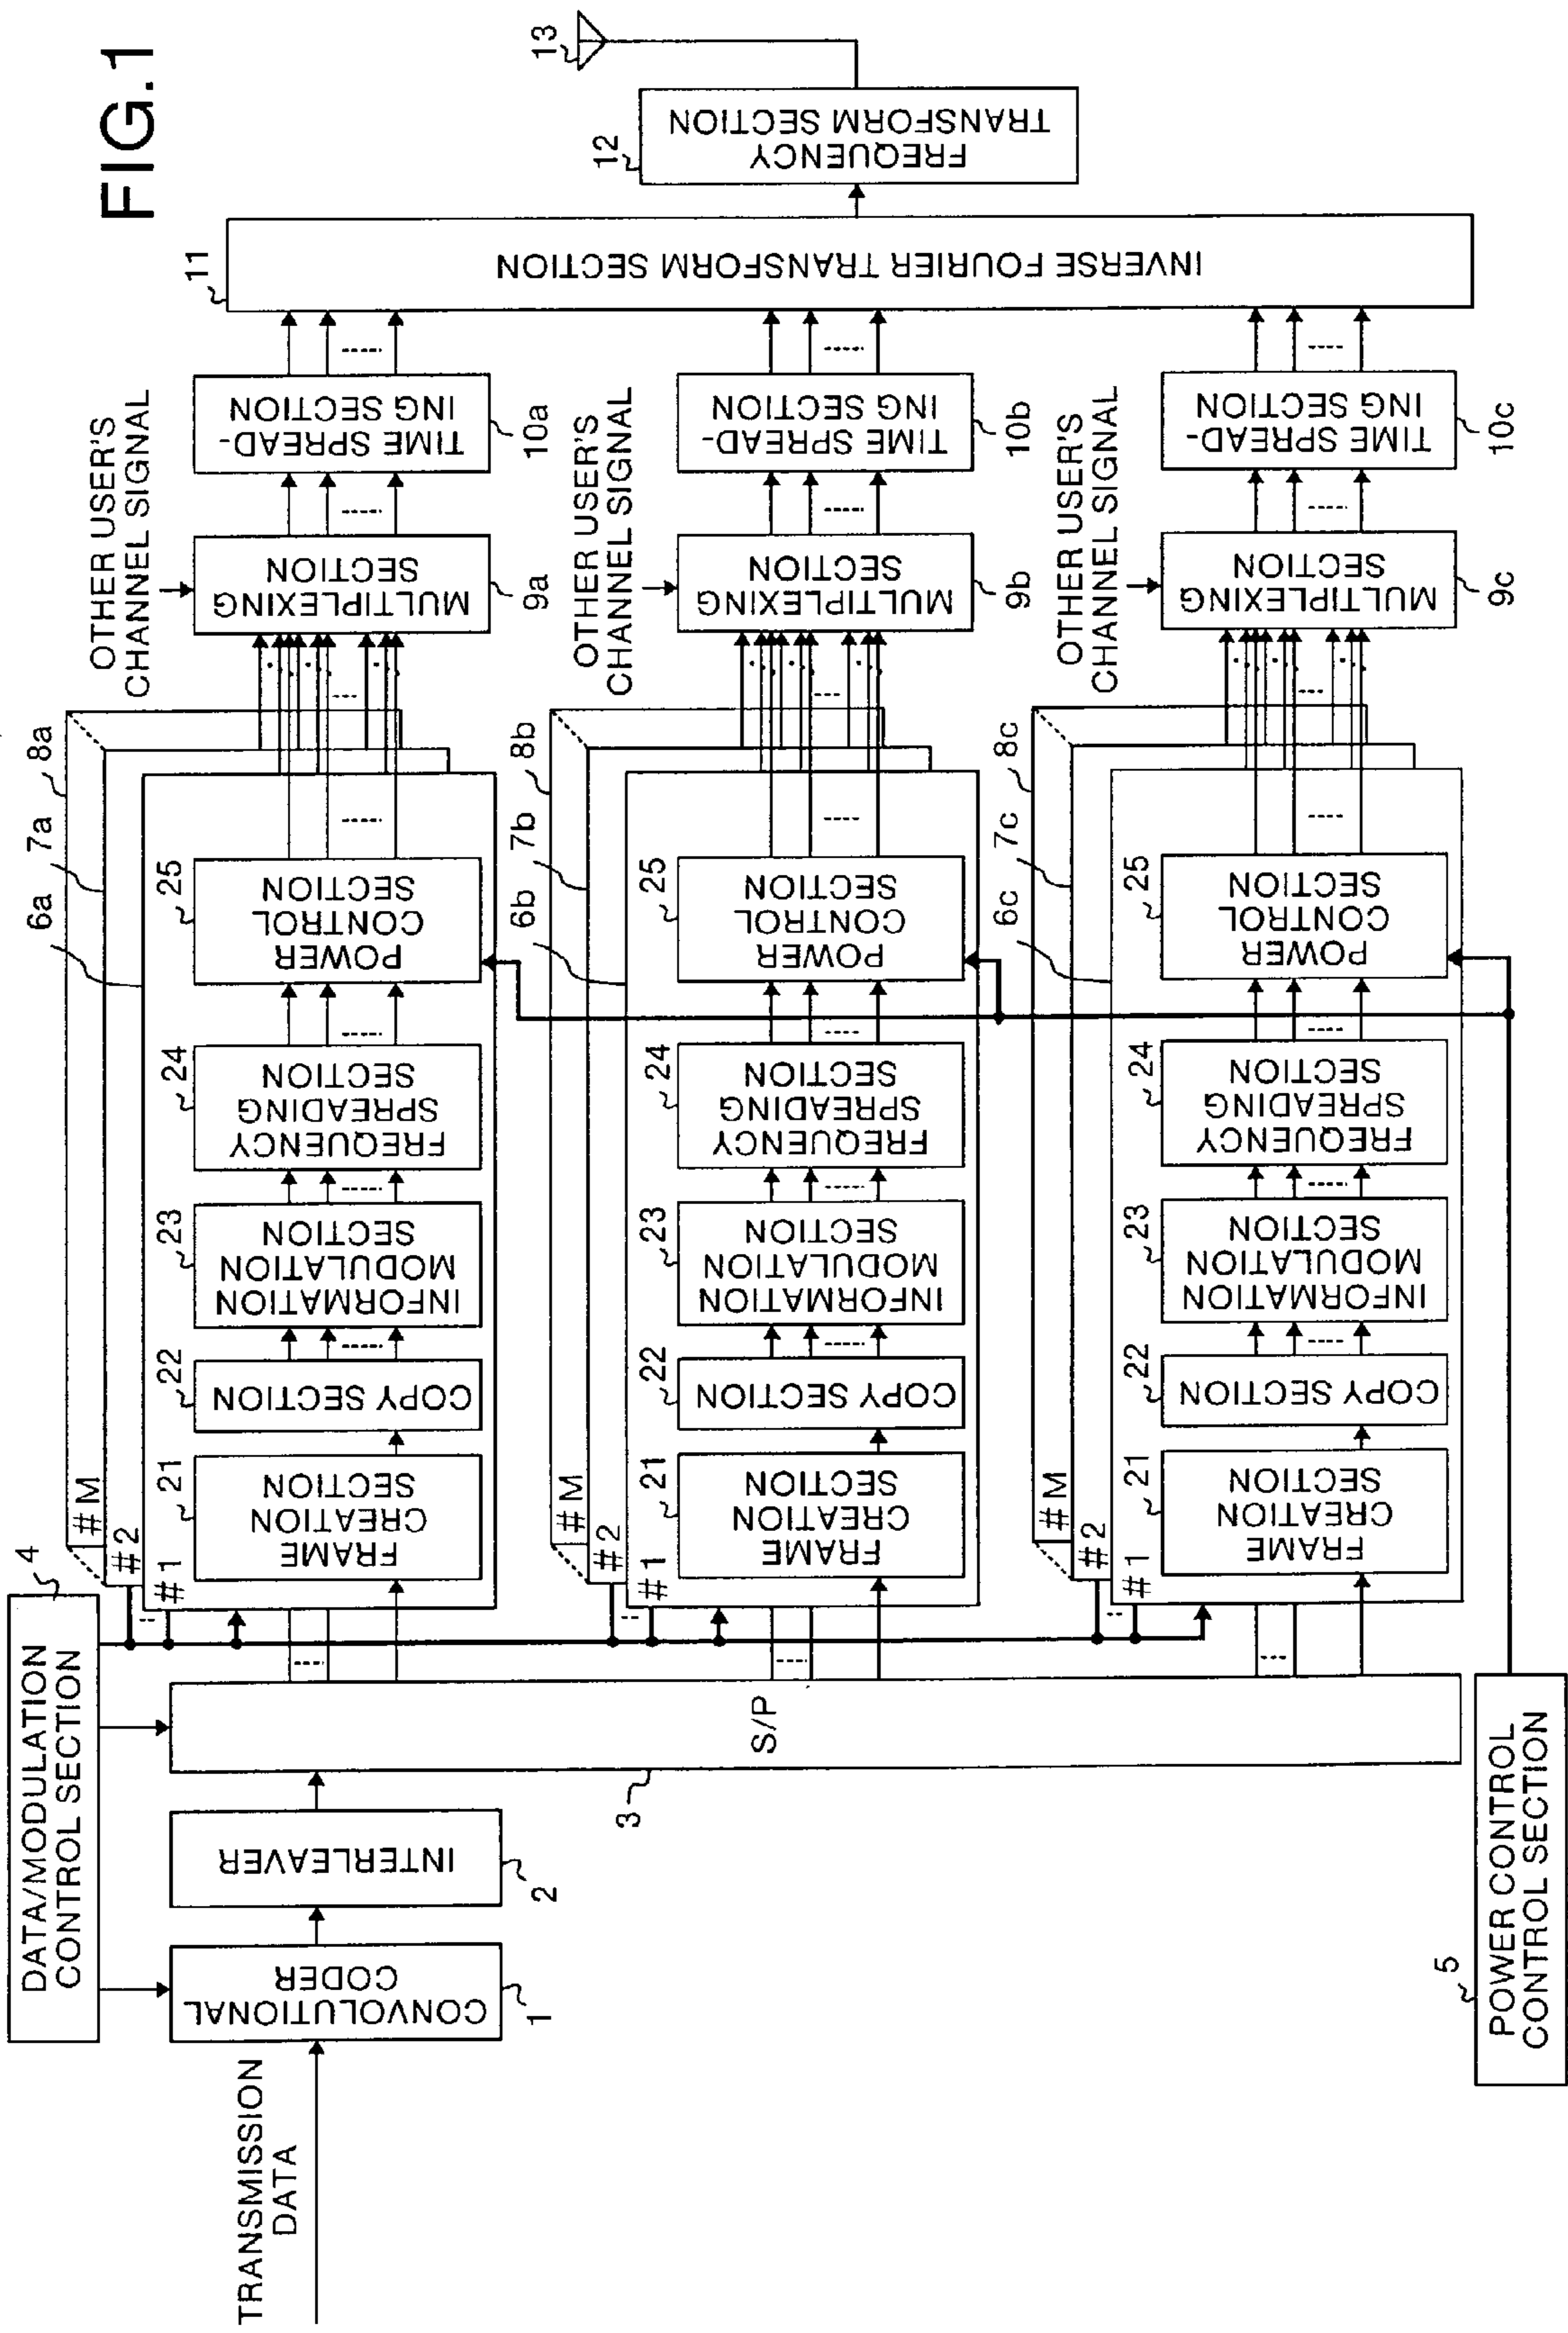 FIG.1
DATA/MODULATION
CONTROL SECTION
4
TRANSMISSION
DATA
CONVOLUTIONAL
CODER
1
INTERLEAVER
2
S/P
3
POWER CONTROL
CONTROL SECTION
5
6a
7a
8a
#1
#2
#M
FRAME
CREATION
SECTION
21
COPY SECTION
22
INFORMATION
MODULATION
SECTION
23
FREQUENCY
SPREADING
SECTION
24
POWER
CONTROL
SECTION
25
OTHER USER'S
CHANNEL SIGNAL
MULTIPLEXING
SECTION
9a
TIME SPREAD-
ING SECTION
10a
6b
7b
8b
#1
#2
#M
FRAME
CREATION
SECTION
21
COPY SECTION
22
INFORMATION
MODULATION
SECTION
23
FREQUENCY
SPREADING
SECTION
24
POWER
CONTROL
SECTION
25
OTHER USER'S
CHANNEL SIGNAL
MULTIPLEXING
SECTION
9b
TIME SPREAD-
ING SECTION
10b
6c
7c
8c
#1
#2
#M
FRAME
CREATION
SECTION
21
COPY SECTION
22
INFORMATION
MODULATION
SECTION
23
FREQUENCY
SPREADING
SECTION
24
POWER
CONTROL
SECTION
25
OTHER USER'S
CHANNEL SIGNAL
MULTIPLEXING
SECTION
9c
TIME SPREAD-
ING SECTION
10c
INVERSE FOURIER TRANSFORM SECTION
11
FREQUENCY
TRANSFORM SECTION
12
13